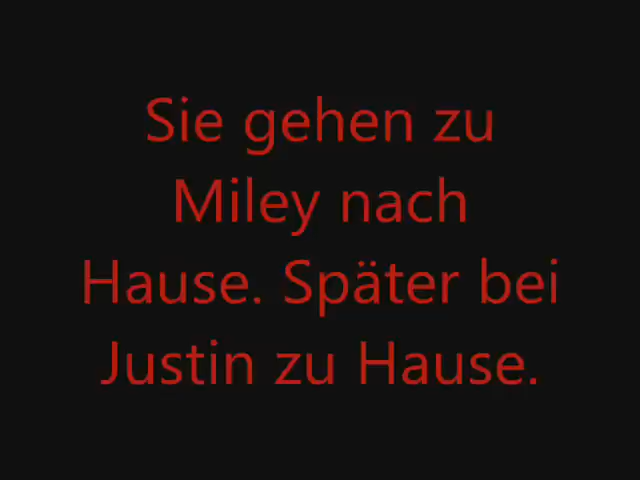 Sie gehen zu
Miley nach
Hause. Später bei
Justin zu Hause.